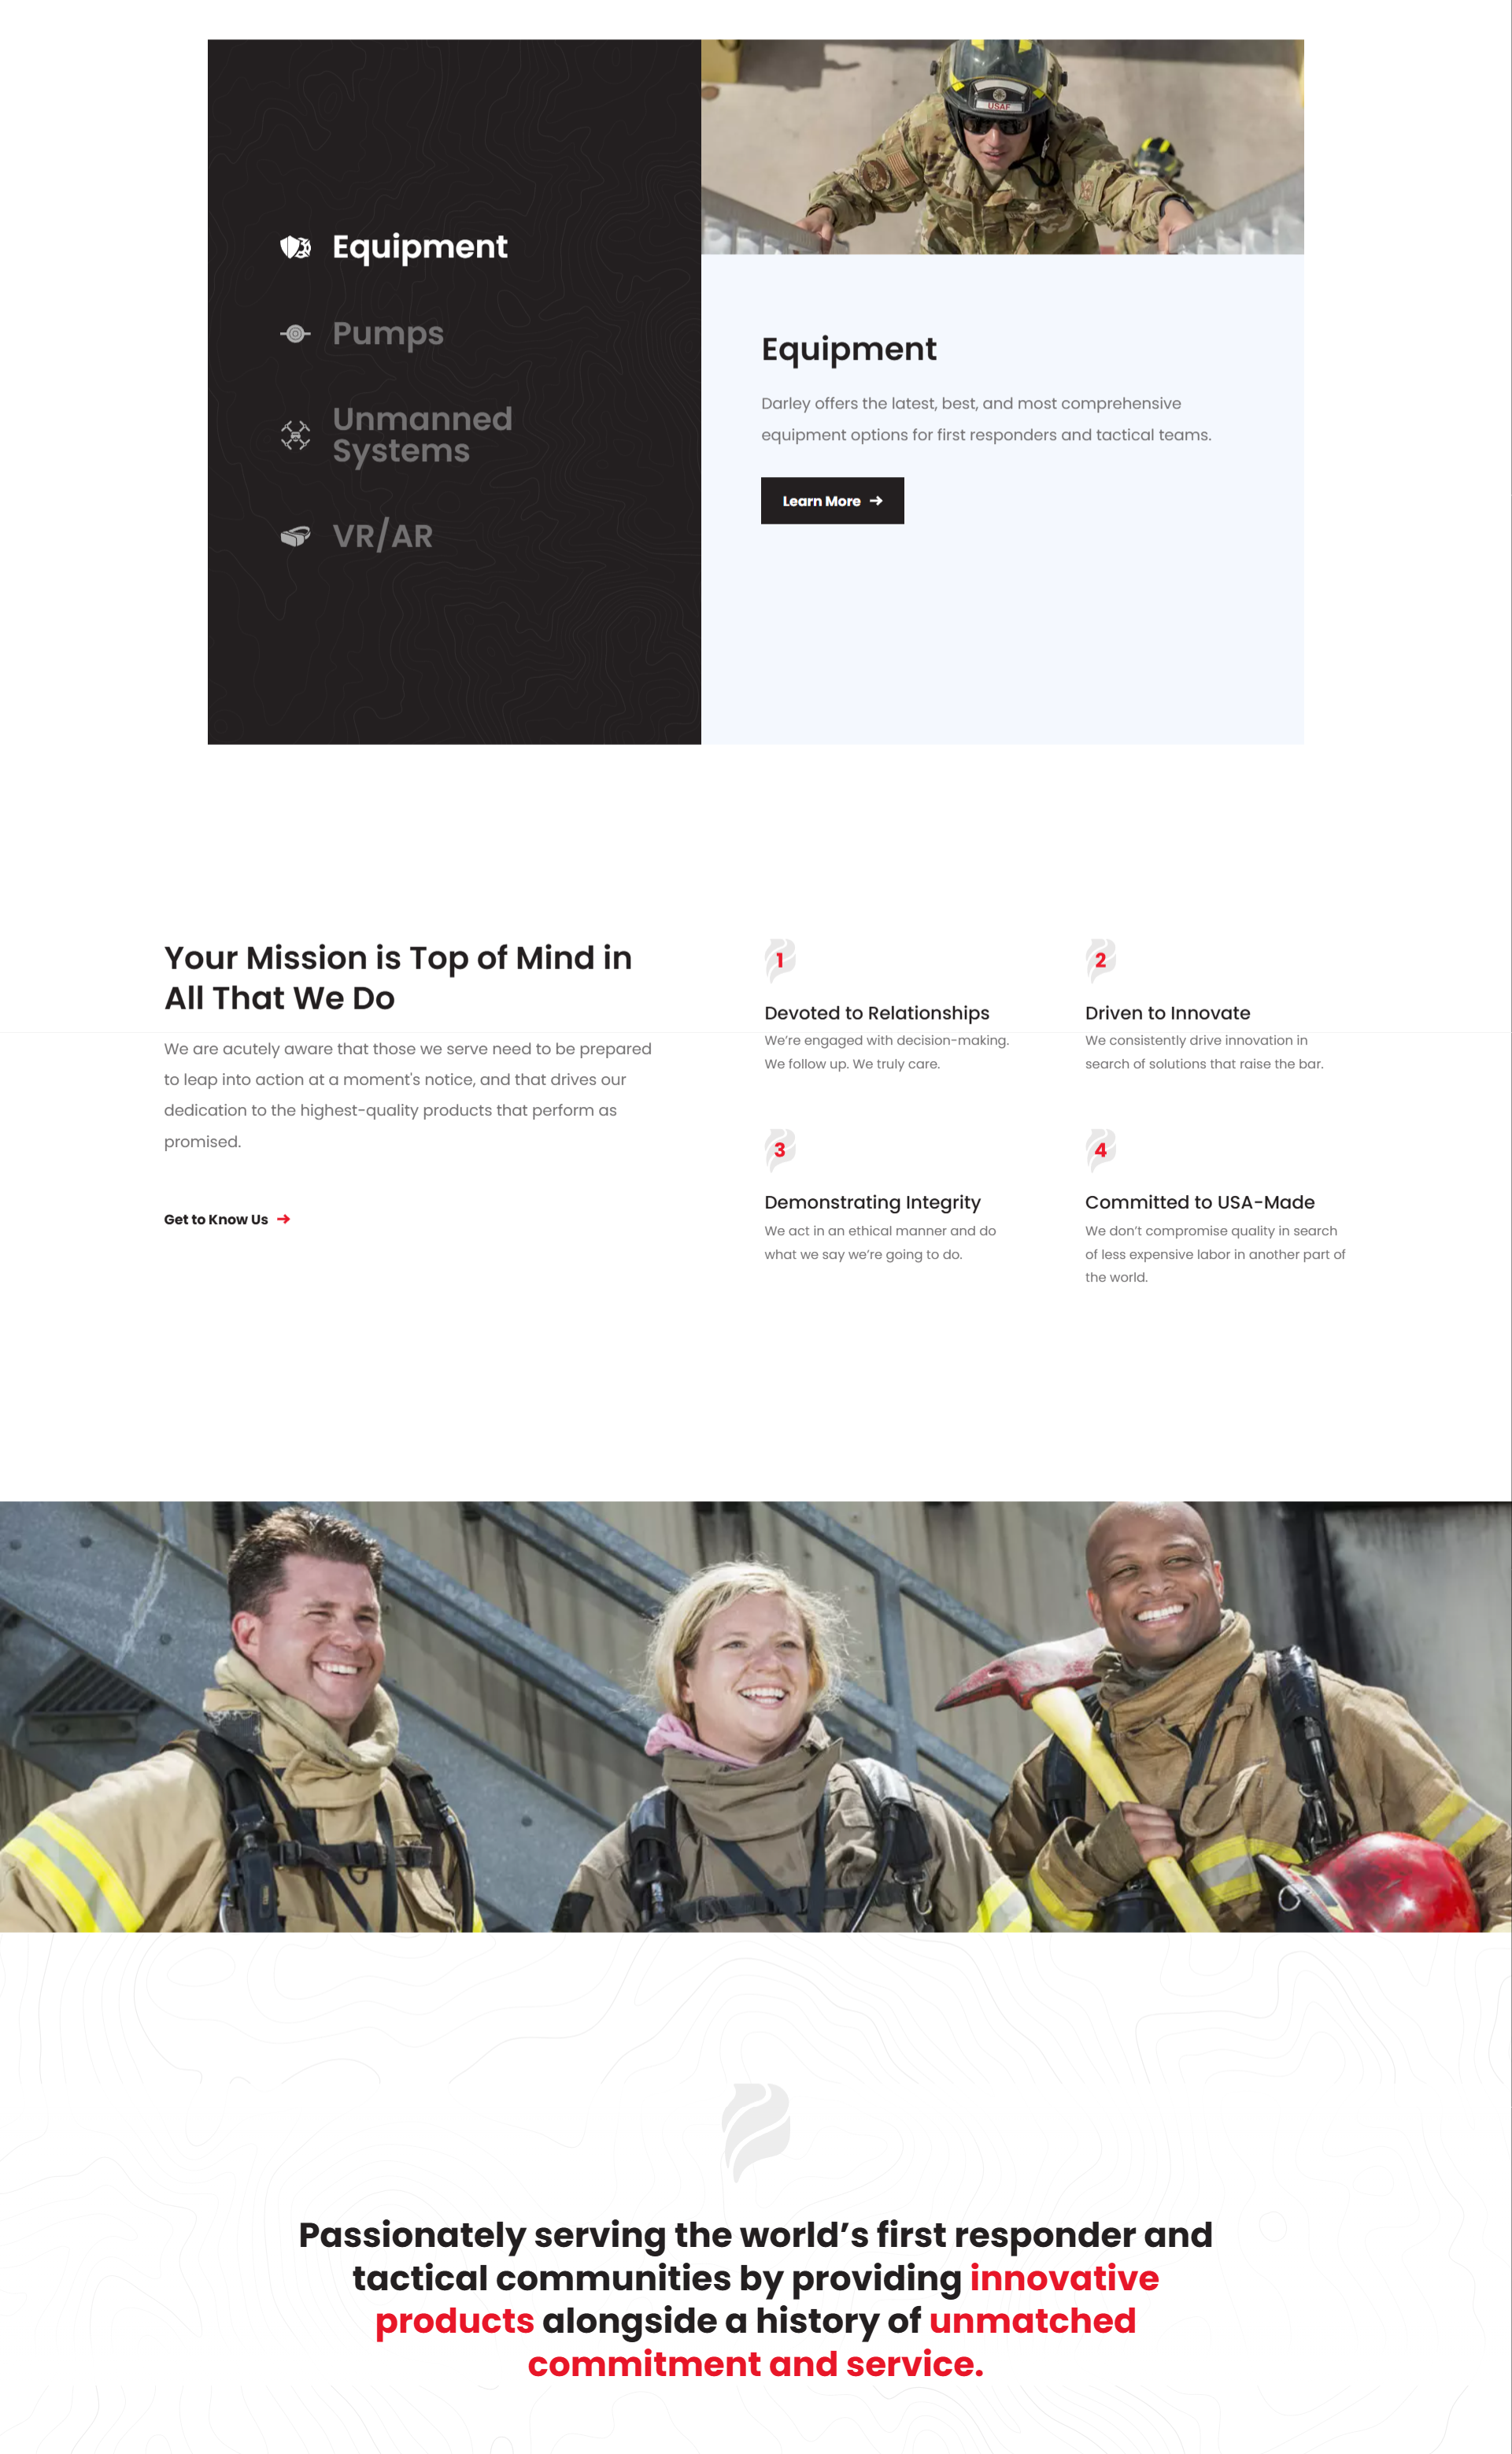 USAF
Equipment
Pumps
Unmanned
Systems
VR/AR
Equipment
Darley offers the latest, best, and most comprehensive
equipment options for first responders and tactical teams.
Learn More →
Your Mission is Top of Mind in
All That We Do
We are acutely aware that those we serve need to be prepared
to leap into action at a moment's notice, and that drives our
dedication to the highest-quality products that perform as
promised.
Get to Know Us →
1
Devoted to Relationships
We’re engaged with decision-making.
We follow up. We truly care.
2
Driven to Innovate
We consistently drive innovation in
search of solutions that raise the bar.
3
Demonstrating Integrity
We act in an ethical manner and do
what we say we’re going to do.
4
Committed to USA-Made
We don’t compromise quality in search
of less expensive labor in another part of
the world.
Passionately serving the world’s first responder and
tactical communities by providing innovative
products alongside a history of unmatched
commitment and service.